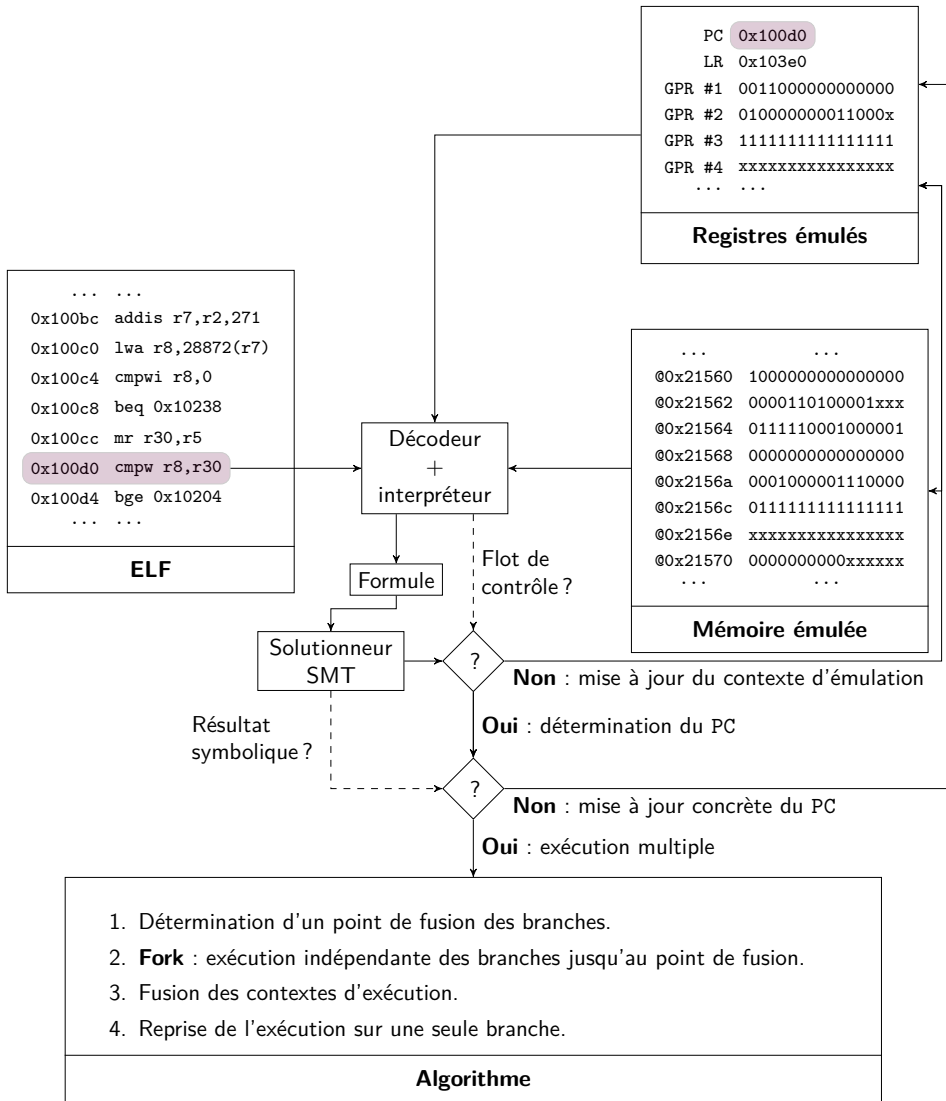 PC 0x100d0
LR 0x103e0
GPR #1 0011000000000000
GPR #2 010000000011000x
GPR #3 1111111111111111
GPR #4 xxxxxxxxxxxxxxxx
... ...
Registres émulés
... ...
0x100bc addis r7,r2,271
0x100c0 lwa r8,28872(r7)
0x100c4 cmpwi r8,0
0x100c8 beq 0x10238
0x100cc mr r30,r5
0x100d0 cmpw r8,r30
0x100d4 bge 0x10204
... ...
ELF
... ...
@0x21560 1000000000000000
@0x21562 0000110100001xxx
@0x21564 0111110001000001
@0x21568 0000000000000000
@0x2156a 0001000001110000
@0x2156c 0111111111111111
@0x2156e xxxxxxxxxxxxxxxx
@0x21570 0000000000xxxxxx
... ...
Mémoire émulée
Décodeur
+
interpréteur
Formule
Flot de
contrôle ?
Solutionneur
SMT
?
Non : mise à jour du contexte d'émulation
Oui : détermination du PC
Résultat
symbolique ?
?
Non : mise à jour concrète du PC
Oui : exécution multiple
1. Détermination d'un point de fusion des branches.
2. Fork : exécution indépendante des branches jusqu'au point de fusion.
3. Fusion des contextes d'exécution.
4. Reprise de l'exécution sur une seule branche.
Algorithme